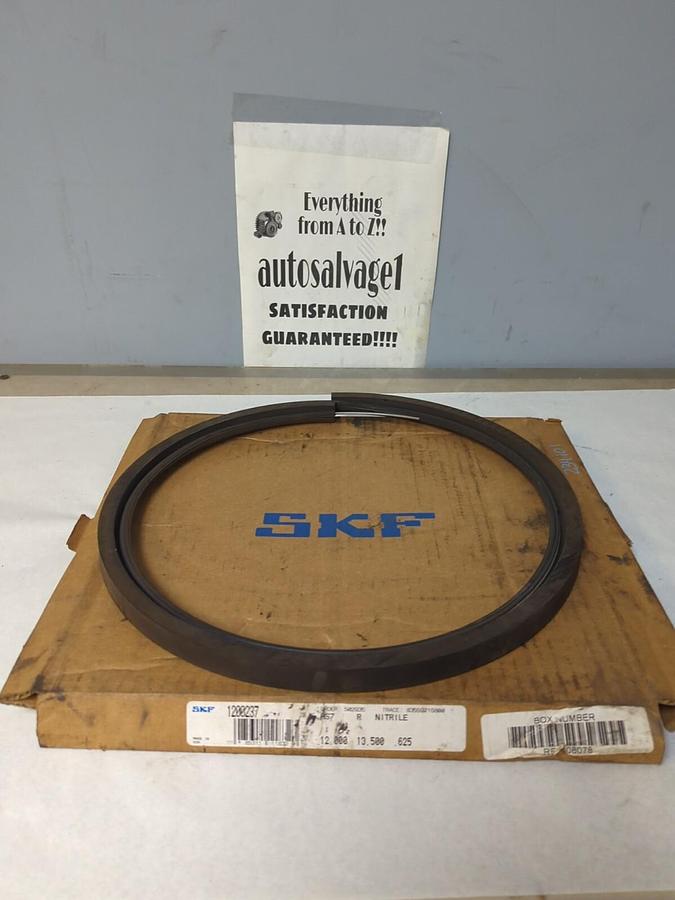 Everything
from A to Z!!
autosalvage1
SATISFACTION
GUARANTEED!!!!
SKF
SKF
1200237
HS7 R NITRILE
12.000 13.500 .625
BOX NUMBER